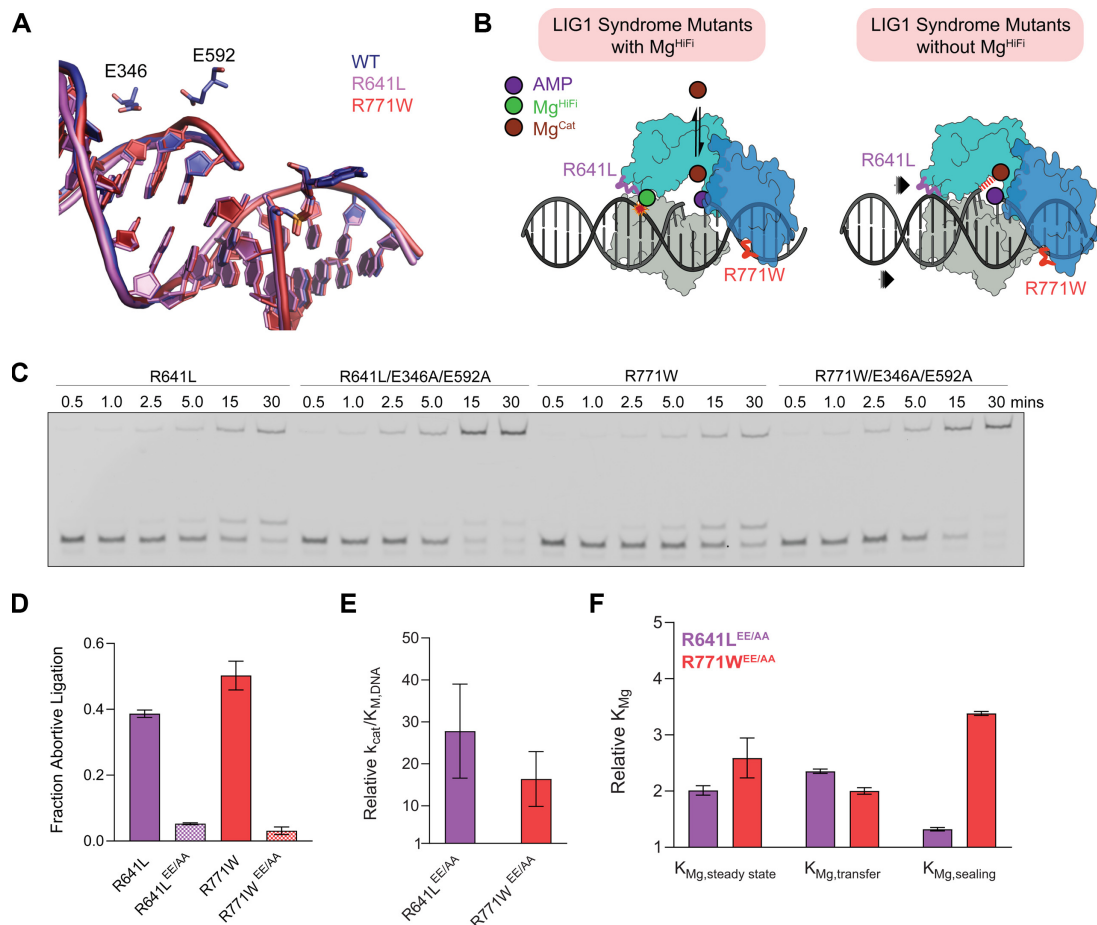 A
E346
E592
WT
R641L
R771W
B
LIG1 Syndrome Mutants
with Mg^HiFi
LIG1 Syndrome Mutants
without Mg^HiFi
AMP
Mg^HiFi
Mg^Cat
R641L
R771W
R641L
R771W
C
R641L R641L/E346A/E592A R771W R771W/E346A/E592A
0.5 1.0 2.5 5.0 15 30 0.5 1.0 2.5 5.0 15 30 0.5 1.0 2.5 5.0 15 30 0.5 1.0 2.5 5.0 15 30 mins
D
Fraction Abortive Ligation
0.6
0.4
0.2
0.0
R641L
R641L^EE/AA
R771W
R771W^EE/AA
E
Relative k_cat/K_M,DNA
50
40
30
20
10
1
R641L^EE/AA
R771W^EE/AA
F
Relative K_Mg
5
4
3
2
1
R641L^EE/AA
R771W^EE/AA
K_Mg,steady state
K_Mg,transfer
K_Mg,sealing